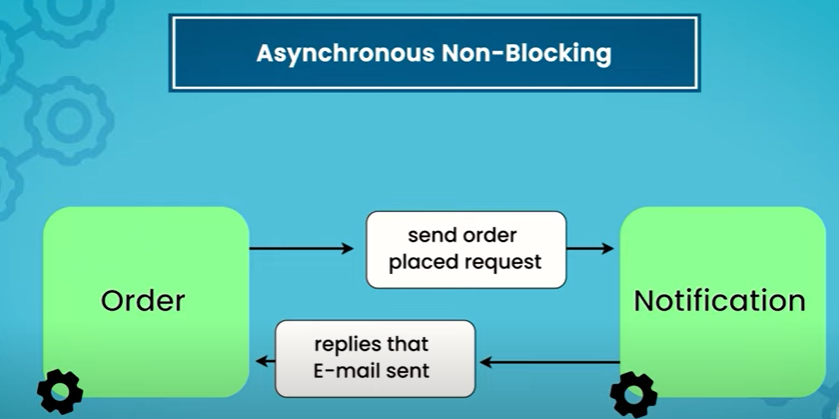 Asynchronous Non-Blocking
send order
placed request
Order
Notification
replies that
E-mail sent